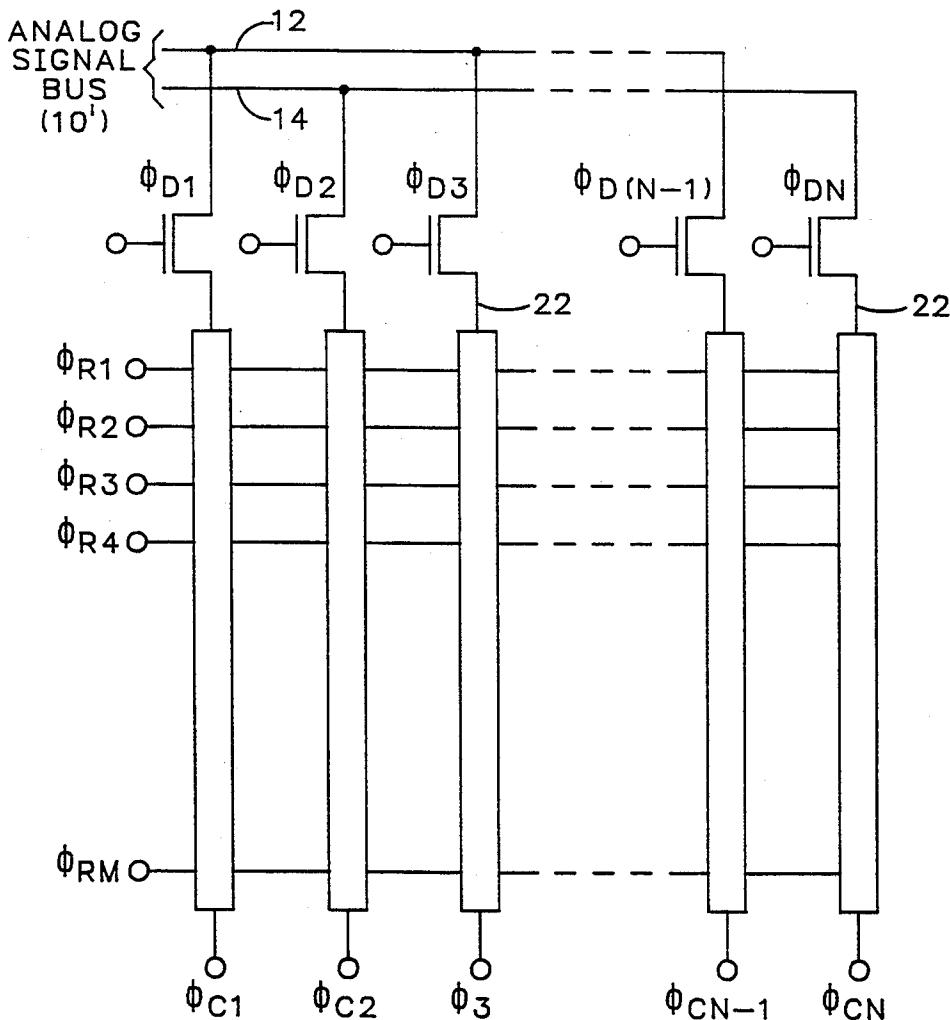 ANALOG
SIGNAL
BUS
(10')
12
14
ϕD1
ϕD2
ϕD3
ϕD(N-1)
ϕDN
22
22
ϕR1
ϕR2
ϕR3
ϕR4
ϕRM
ϕC1
ϕC2
ϕ3
ϕCN-1
ϕCN